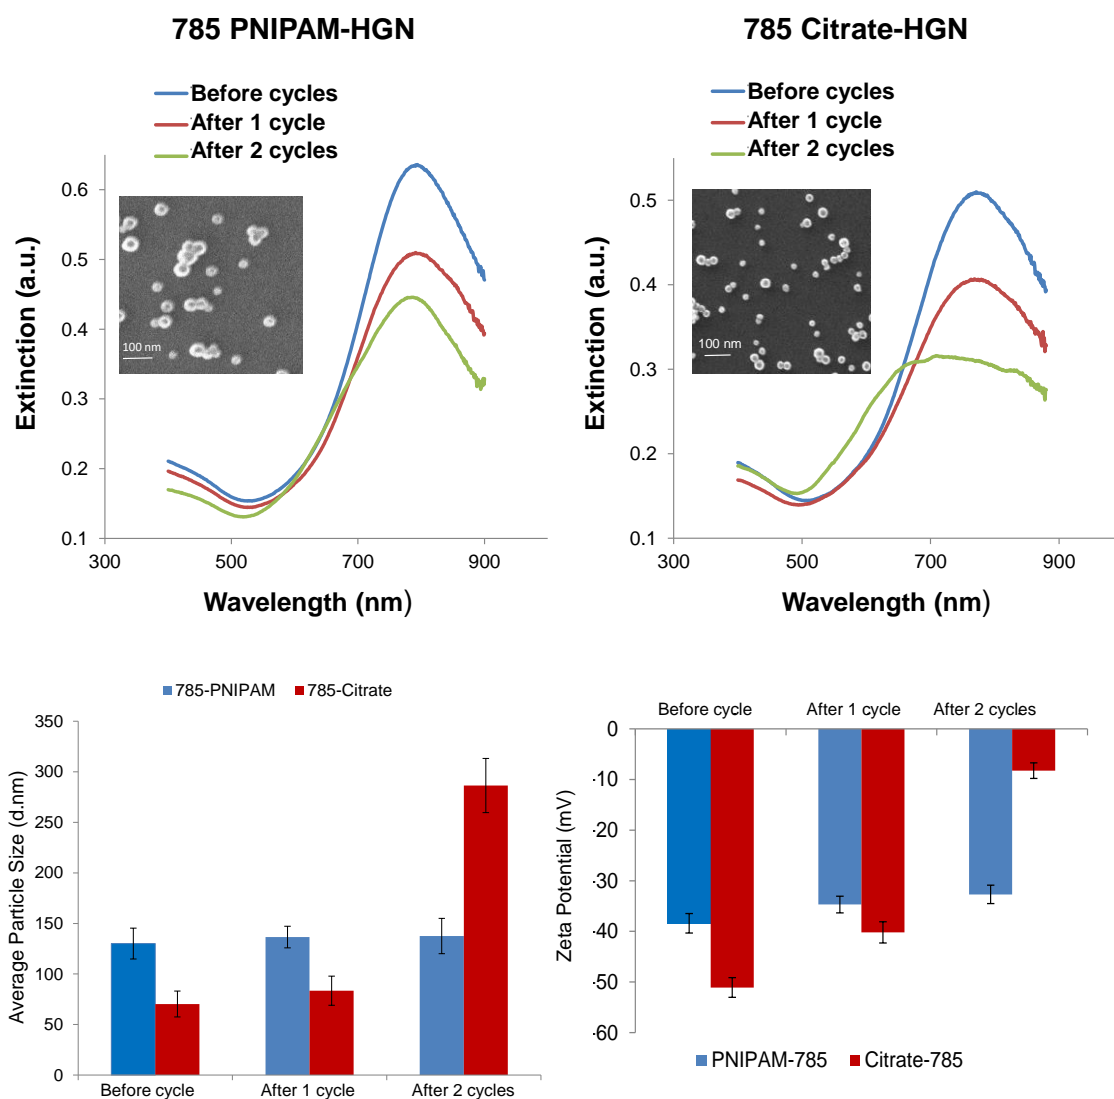 785 PNIPAM-HGN
785 Citrate-HGN
Before cycles
After 1 cycle
After 2 cycles
Before cycles
After 1 cycle
After 2 cycles
Extinction (a.u.)
0.6
0.5
0.4
0.3
0.2
0.1
100 nm
300
500
700
900
Wavelength (nm)
Extinction (a.u.)
0.5
0.4
0.3
0.2
0.1
100 nm
300
500
700
900
Wavelength (nm)
785-PNIPAM
785-Citrate
Average Particle Size (d.nm)
350
300
250
200
150
100
50
0
Before cycle
After 1 cycle
After 2 cycles
Before cycle
After 1 cycle
After 2 cycles
Zeta Potential (mV)
0
-10
-20
-30
-40
-50
-60
PNIPAM-785
Citrate-785